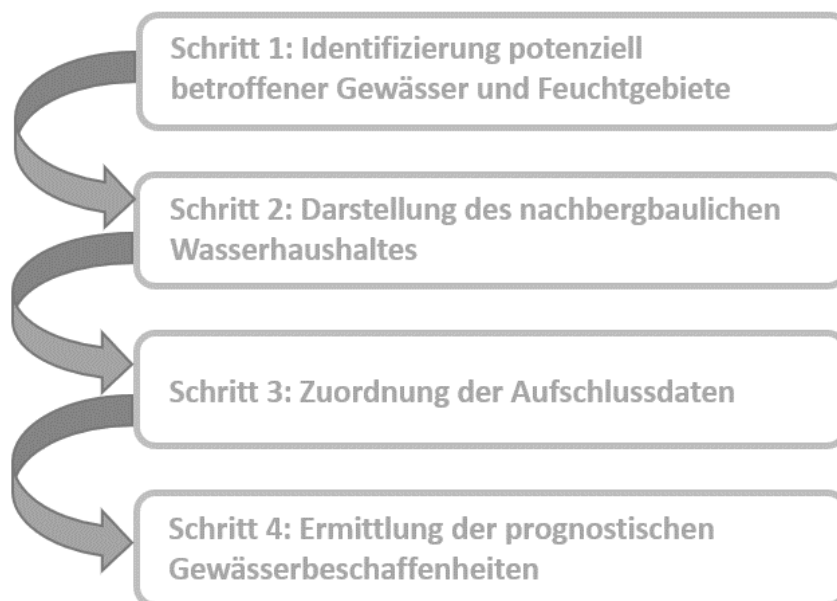 Schritt 1: Identifizierung potenziell
betroffener Gewässer und Feuchtgebiete
Schritt 2: Darstellung des nachbergbaulichen
Wasserhaushaltes
Schritt 3: Zuordnung der Aufschlussdaten
Schritt 4: Ermittlung der prognostischen
Gewässerbeschaffenheiten